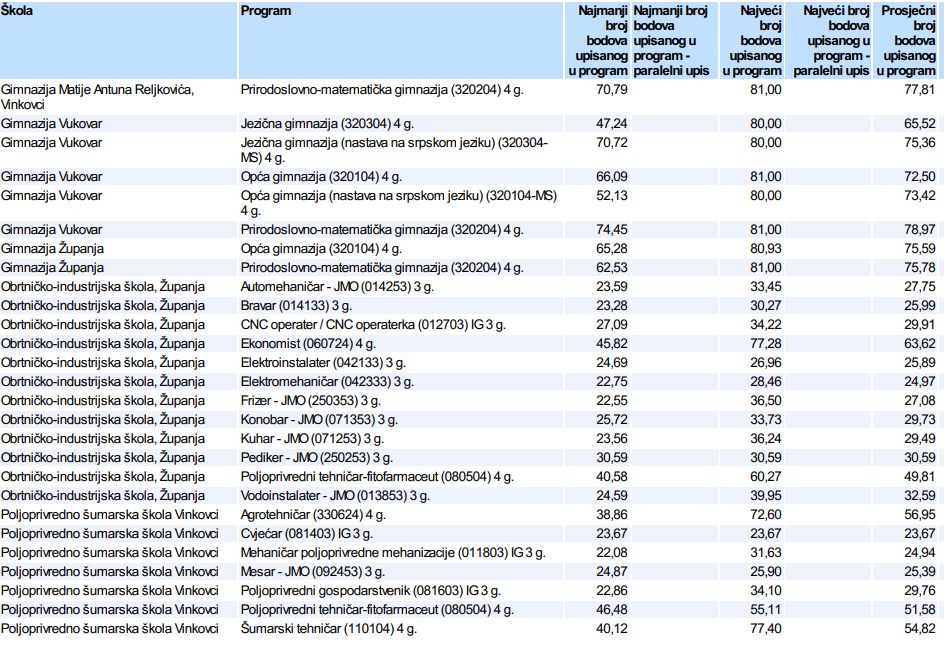 Škola Program Najmanji broj bodova upisanog u program Najmanji broj bodova upisanog u program - paralelni upis Najveći broj bodova upisanog u program Najveći broj bodova upisanog u program - paralelni upis Prosječni broj bodova upisanog u program
Gimnazija Matije Antuna Reljkovića, Vinkovci Prirodoslovno-matematička gimnazija (320204) 4 g. 70,79 81,00 77,81
Gimnazija Vukovar Jezična gimnazija (320304) 4 g. 47,24 80,00 65,52
Gimnazija Vukovar Jezična gimnazija (nastava na srpskom jeziku) (320304-MS) 4 g. 70,72 80,00 75,36
Gimnazija Vukovar Opća gimnazija (320104) 4 g. 66,09 81,00 72,50
Gimnazija Vukovar Opća gimnazija (nastava na srpskom jeziku) (320104-MS) 4 g. 52,13 80,00 73,42
Gimnazija Vukovar Prirodoslovno-matematička gimnazija (320204) 4 g. 74,45 81,00 78,97
Gimnazija Županja Opća gimnazija (320104) 4 g. 65,28 80,93 75,59
Gimnazija Županja Prirodoslovno-matematička gimnazija (320204) 4 g. 62,53 81,00 75,78
Obrtničko-industrijska škola, Županja Automehaničar - JMO (014253) 3 g. 23,59 33,45 27,75
Obrtničko-industrijska škola, Županja Bravar (014133) 3 g. 23,28 30,27 25,99
Obrtničko-industrijska škola, Županja CNC operater / CNC operaterka (012703) IG 3 g. 27,09 34,22 29,91
Obrtničko-industrijska škola, Županja Ekonomist (060724) 4 g. 45,82 77,28 63,62
Obrtničko-industrijska škola, Županja Elektroinstalater (042133) 3 g. 24,69 26,96 25,89
Obrtničko-industrijska škola, Županja Elektromehaničar (042333) 3 g. 22,75 28,46 24,97
Obrtničko-industrijska škola, Županja Frizer - JMO (250353) 3 g. 22,55 36,50 27,08
Obrtničko-industrijska škola, Županja Konobar - JMO (071353) 3 g. 25,72 33,73 29,73
Obrtničko-industrijska škola, Županja Kuhar - JMO (071253) 3 g. 23,56 36,24 29,49
Obrtničko-industrijska škola, Županja Pediker - JMO (250253) 3 g. 30,59 30,59 30,59
Obrtničko-industrijska škola, Županja Poljoprivredni tehničar-fitofarmaceut (080504) 4 g. 40,58 60,27 49,81
Obrtničko-industrijska škola, Županja Vodoinstalater - JMO (013853) 3 g. 24,59 39,95 32,59
Poljoprivredno šumarska škola Vinkovci Agrotehničar (330624) 4 g. 38,86 72,60 56,95
Poljoprivredno šumarska škola Vinkovci Cvjećar (081403) IG 3 g. 23,67 23,67 23,67
Poljoprivredno šumarska škola Vinkovci Mehaničar poljoprivredne mehanizacije (011803) IG 3 g. 22,08 31,63 24,94
Poljoprivredno šumarska škola Vinkovci Mesar - JMO (092453) 3 g. 24,87 25,90 25,39
Poljoprivredno šumarska škola Vinkovci Poljoprivredni gospodarstvenik (081603) IG 3 g. 22,86 34,10 29,76
Poljoprivredno šumarska škola Vinkovci Poljoprivredni tehničar-fitofarmaceut (080504) 4 g. 46,48 55,11 51,58
Poljoprivredno šumarska škola Vinkovci Šumarski tehničar (110104) 4 g. 40,12 77,40 54,82